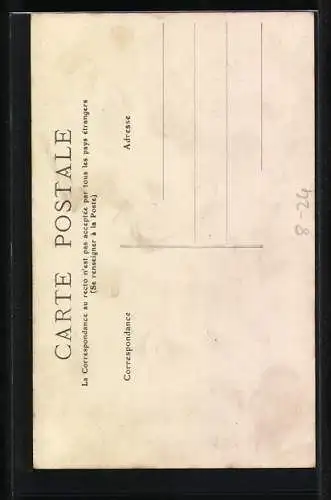 CARTE POSTALE
La Correspondance au recto n'est pas acceptée par tous les pays étrangers
(Se renseigner à la Poste)
Correspondance
Adresse
8-24